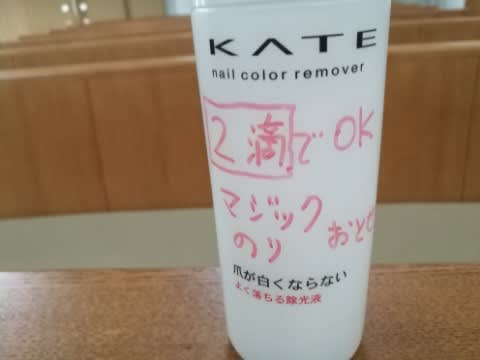 KATE
nail color remover
2滴でOK
マジック
のり おとせ
爪が白くならない
よく落ちる除光液